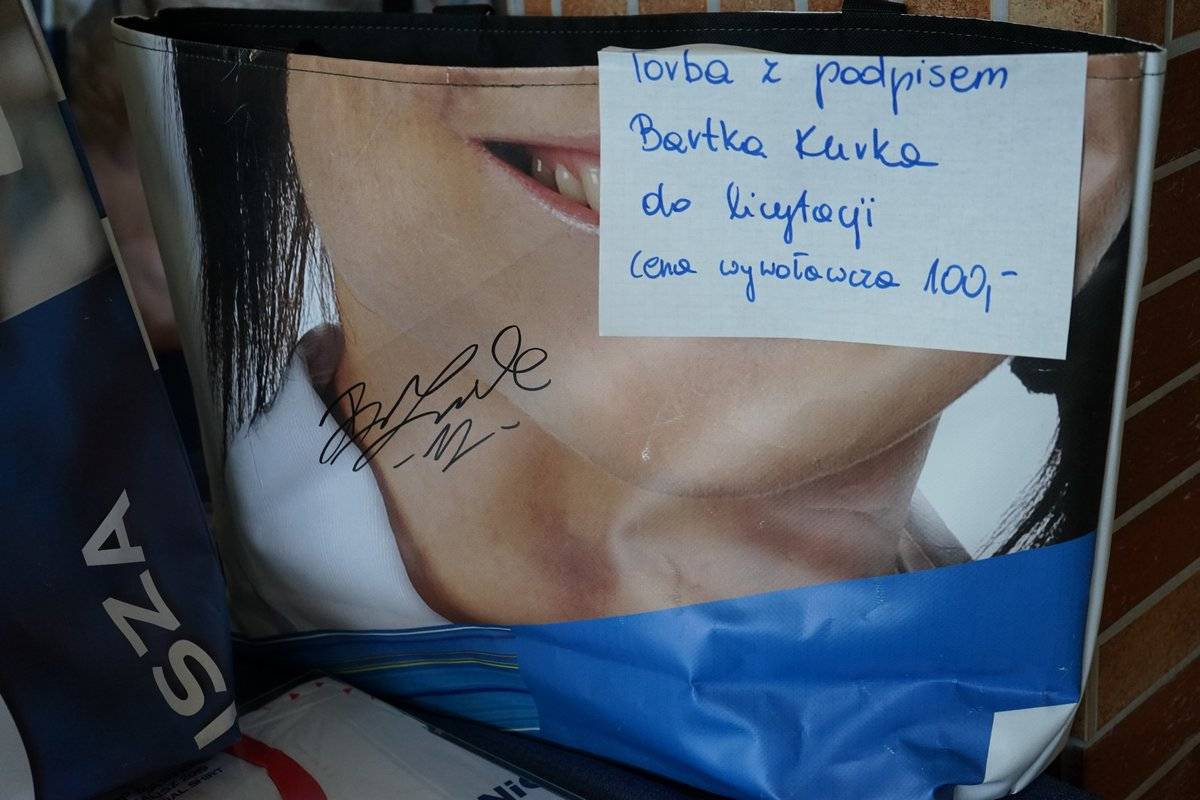 Torba z podpisem
Bartka Kurka
do licytacji
cena wywoławcza 100,-
ISZA